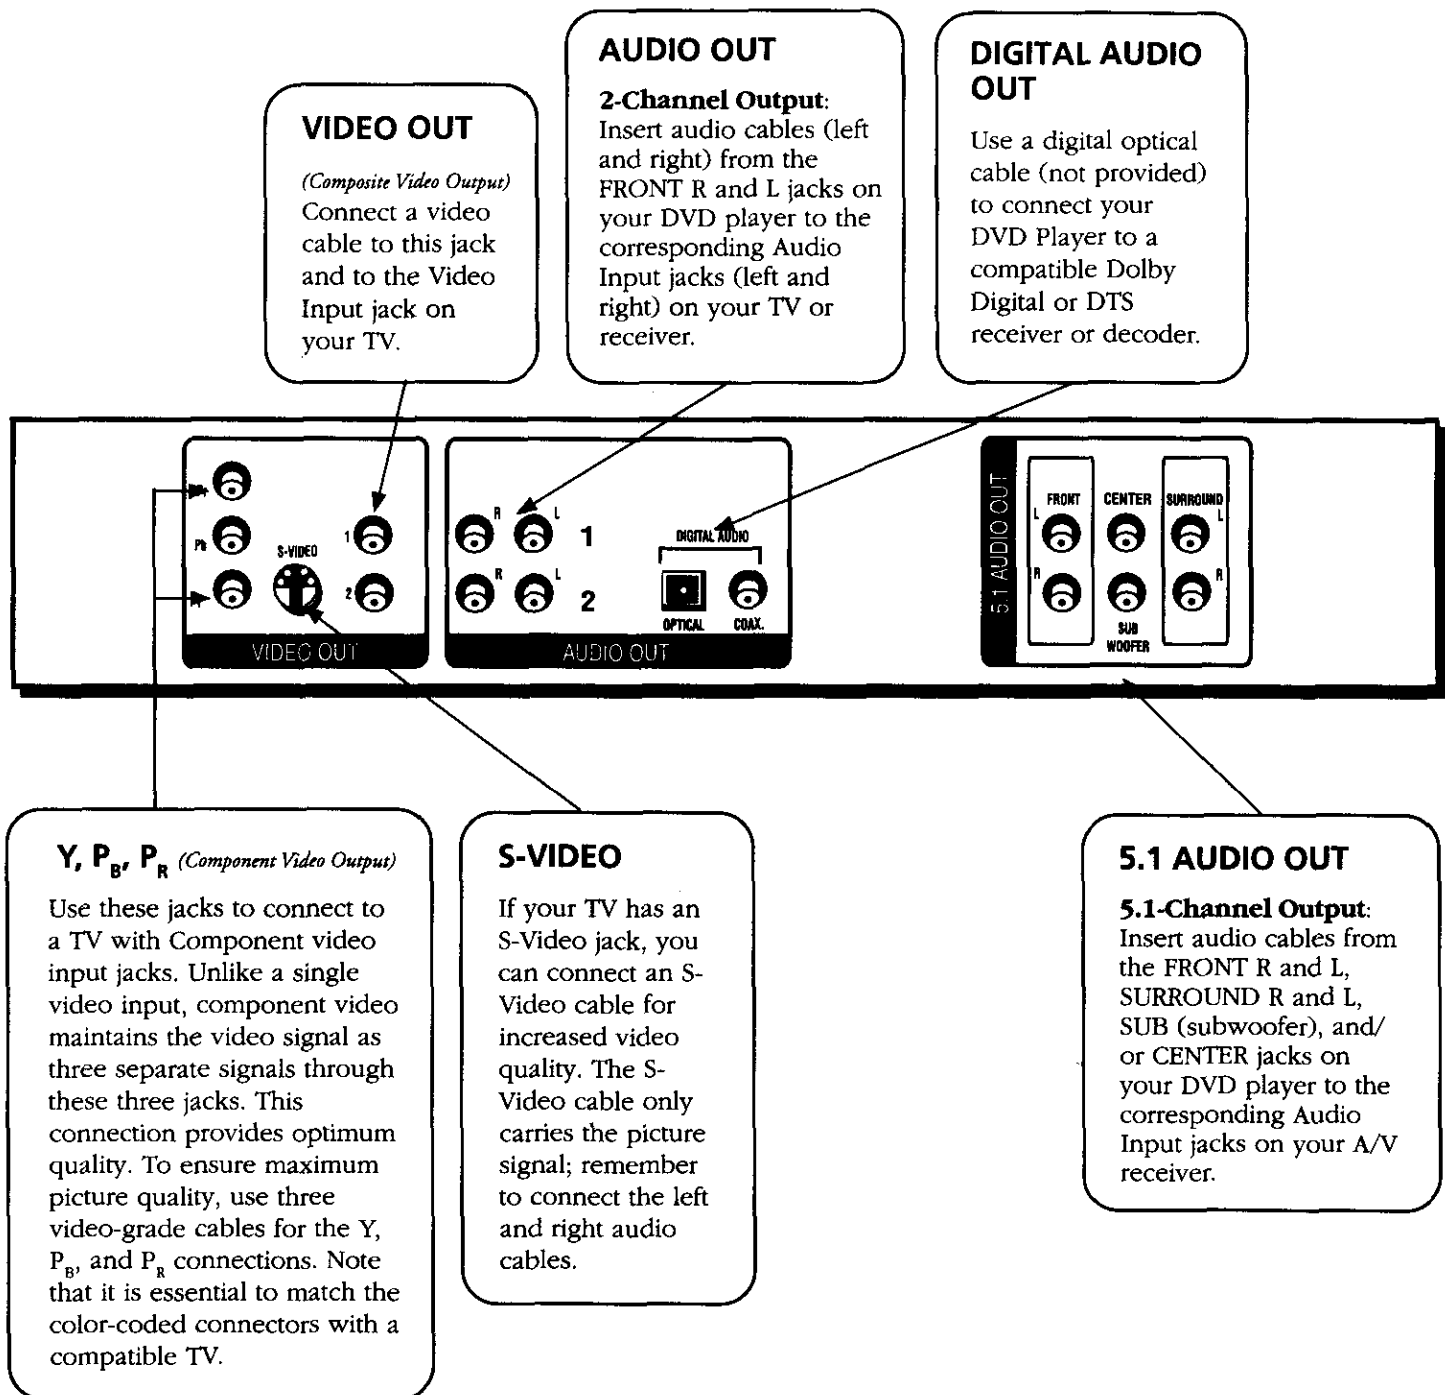 VIDEO OUT
(Composite Video Output)
Connect a video
cable to this jack
and to the Video
Input jack on
your TV.
AUDIO OUT
2-Channel Output:
Insert audio cables (left
and right) from the
FRONT R and L jacks on
your DVD player to the
corresponding Audio
Input jacks (left and
right) on your TV or
receiver.
DIGITAL AUDIO
OUT
Use a digital optical
cable (not provided)
to connect your
DVD Player to a
compatible Dolby
Digital or DTS
receiver or decoder.
PB
S-VIDEO
1
2
VIDEO OUT
R L
1
R L
2
DIGITAL AUDIO
OPTICAL COAX.
AUDIO OUT
5.1 AUDIO OUT
FRONT CENTER SURROUND
L L
R R
SUB
WOOFER
Y, PB, PR (Component Video Output)
Use these jacks to connect to
a TV with Component video
input jacks. Unlike a single
video input, component video
maintains the video signal as
three separate signals through
these three jacks. This
connection provides optimum
quality. To ensure maximum
picture quality, use three
video-grade cables for the Y,
PB, and PR connections. Note
that it is essential to match the
color-coded connectors with a
compatible TV.
S-VIDEO
If your TV has an
S-Video jack, you
can connect an S-
Video cable for
increased video
quality. The S-
Video cable only
carries the picture
signal; remember
to connect the left
and right audio
cables.
5.1 AUDIO OUT
5.1-Channel Output:
Insert audio cables from
the FRONT R and L,
SURROUND R and L,
SUB (subwoofer), and/
or CENTER jacks on
your DVD player to the
corresponding Audio
Input jacks on your A/V
receiver.